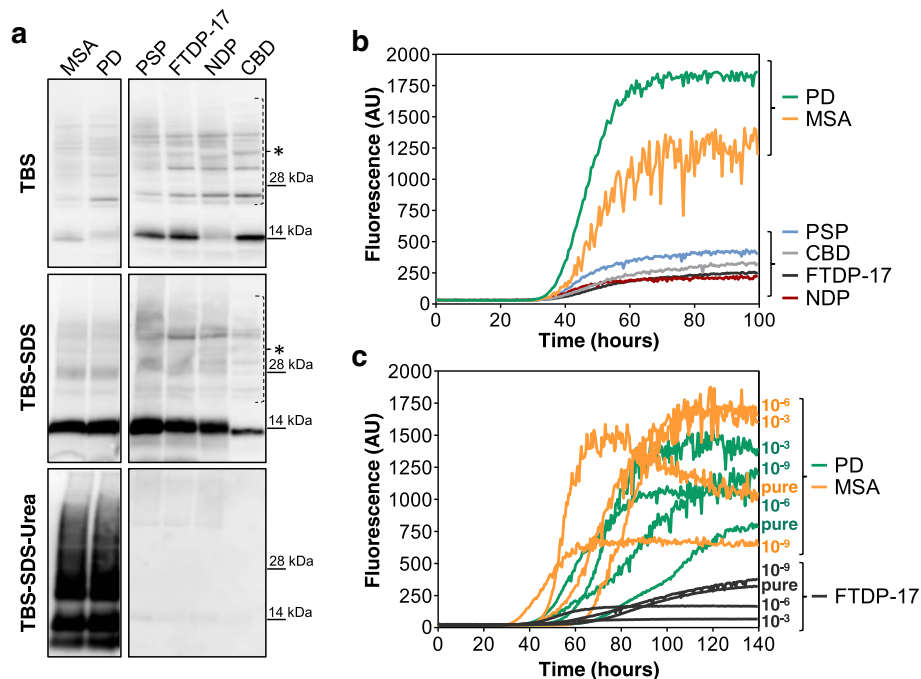 a
MSA PD PSP FTDP-17 NDP CBD
TBS
*
28 kDa
14 kDa
TBS-SDS
*
28 kDa
14 kDa
TBS-SDS-Urea
28 kDa
14 kDa
b
Fluorescence (AU)
2000
1750
1500
1250
1000
750
500
250
0
0 20 40 60 80 100
Time (hours)
PD
MSA
PSP
CBD
FTDP-17
NDP
c
Fluorescence (AU)
2000
1750
1500
1250
1000
750
500
250
0
0 20 40 60 80 100 120 140
Time (hours)
10⁻⁶
10⁻³
10⁻³
10⁻⁹
pure
10⁻⁶
pure
10⁻⁹
10⁻⁹
pure
10⁻⁶
10⁻³
PD
MSA
FTDP-17